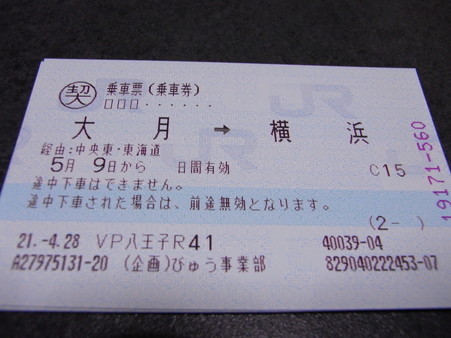 契 乗車票(乗車券)
□□□・・・・・・
大月 → 横浜
経由:中央東・東海道
5月 9日から 日間有効 C15
途中下車はできません。
途中下車された場合は、前途無効となります。
(2- )
21.-4.28 VP八王子R41 40039-04
A27975131-20 (企画)びゅう事業部 829040222453-07
19171-560
JR